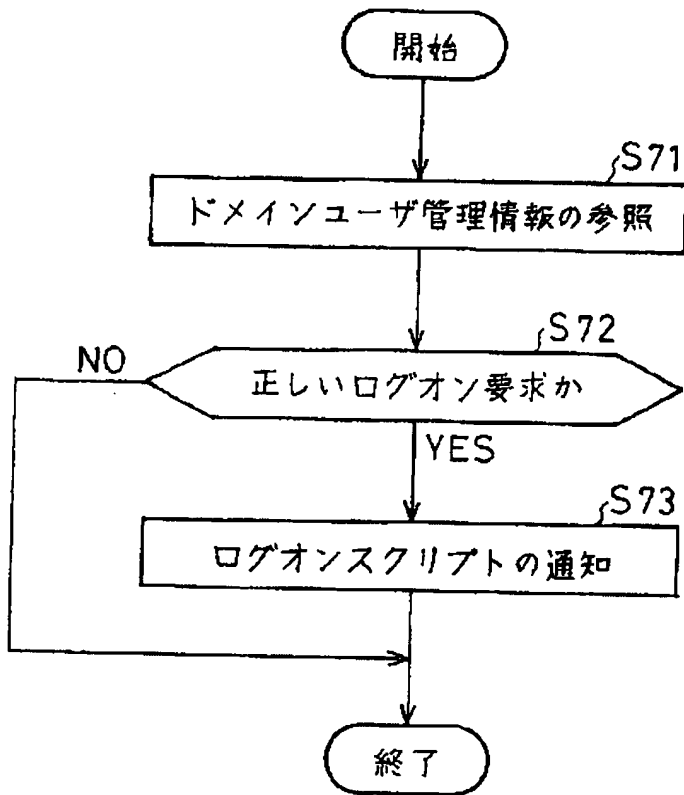 開始
S71
ドメインユーザ管理情報の参照
S72
NO
正しいログオン要求か
YES
S73
ログオンスクリプトの通知
終了